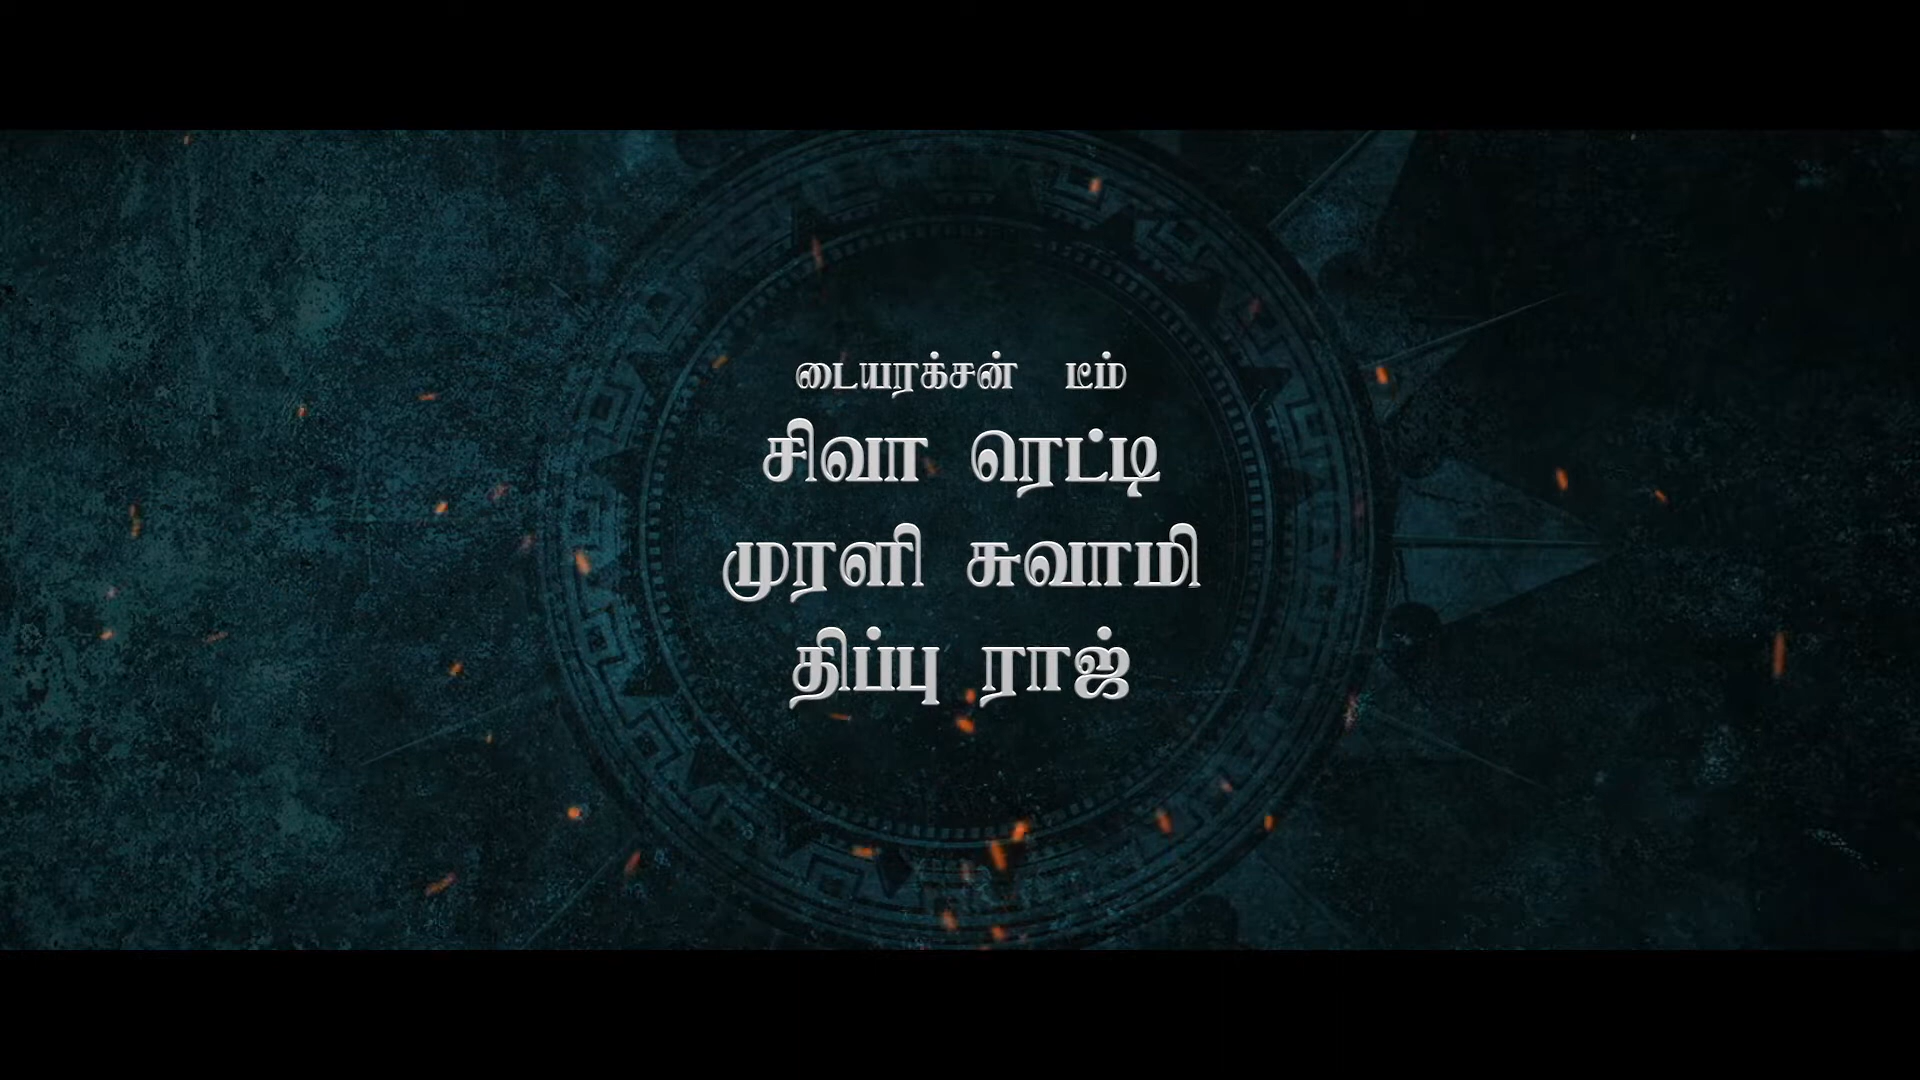 டையரக்சன் டீம்
சிவா ரெட்டி
முரளி சுவாமி
திப்பு ராஜ்